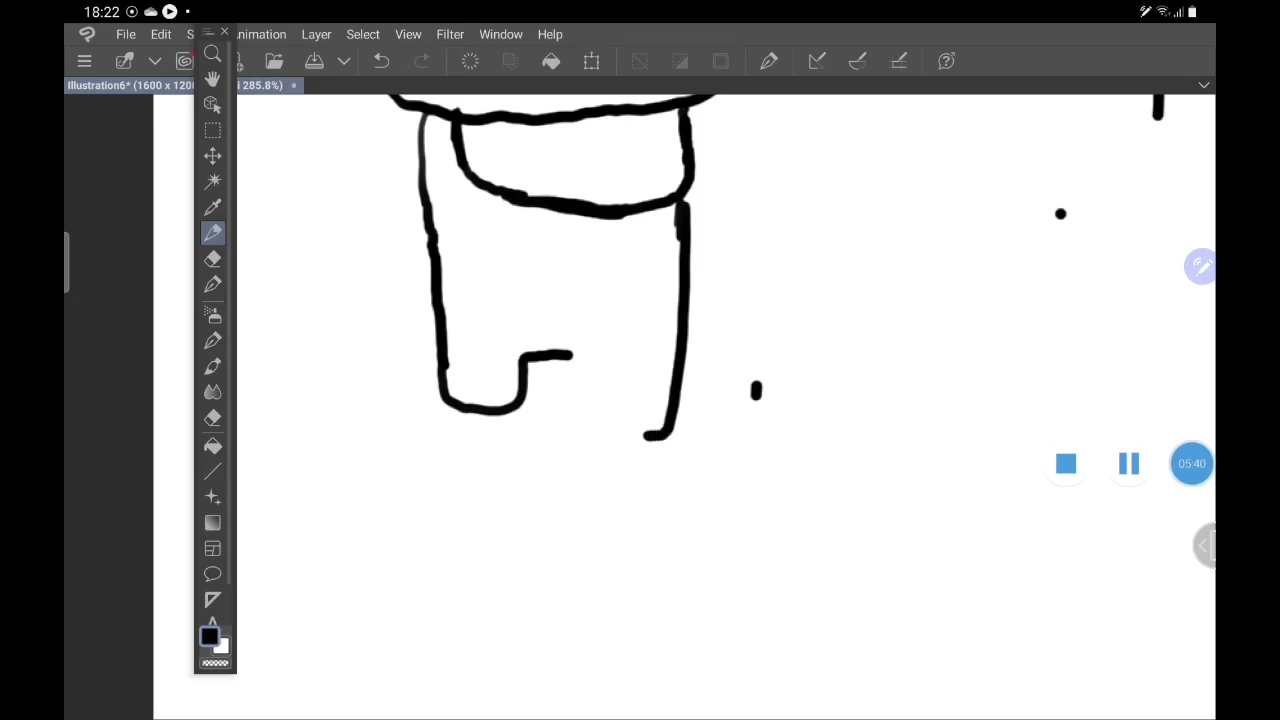 18:22
File Edit S nimation Layer Select View Filter Window Help
Illustration6* (1600 x 120 i 285.8%)
05:40